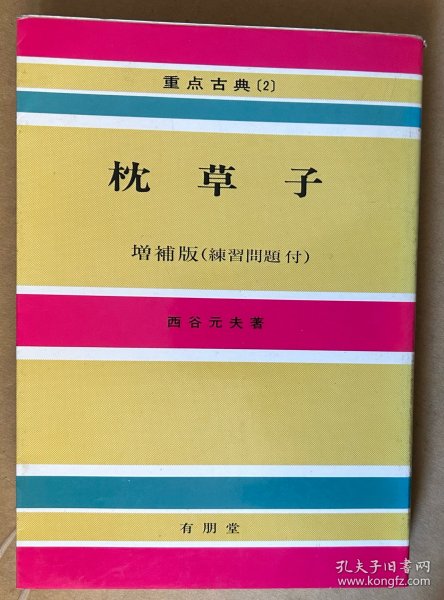 重点古典〔2〕
枕草子
増補版(練習問題付)
西谷元夫著
有朋堂
孔夫子旧书网
www.kongfz.com